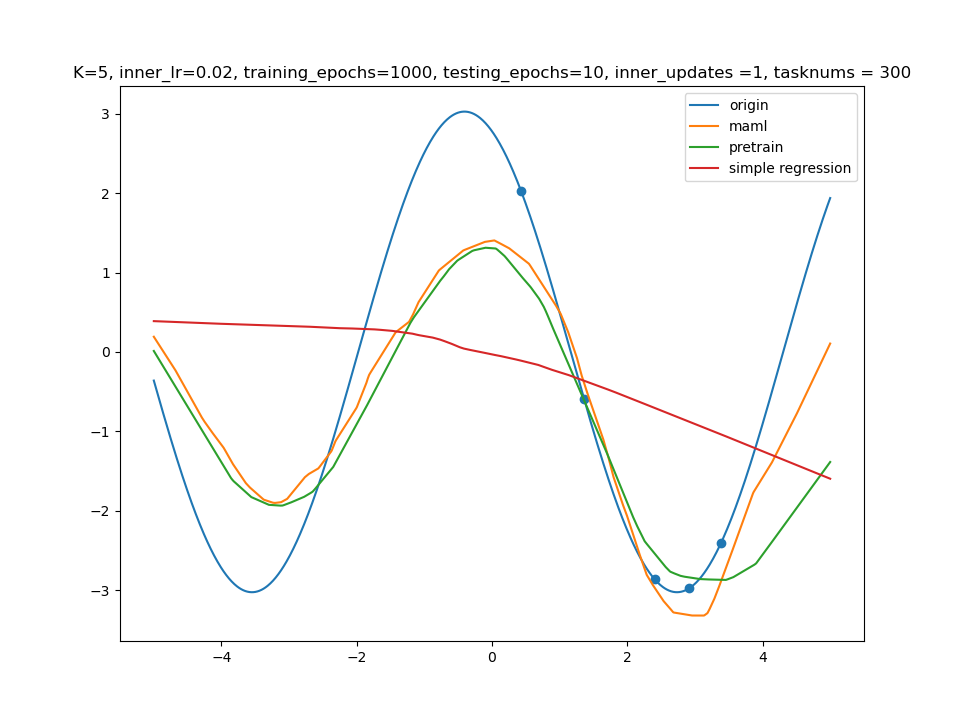 K=5, inner_lr=0.02, training_epochs=1000, testing_epochs=10, inner_updates =1, tasknums = 300
origin
maml
pretrain
simple regression
3
2
1
0
−1
−2
−3
−4
−2
0
2
4